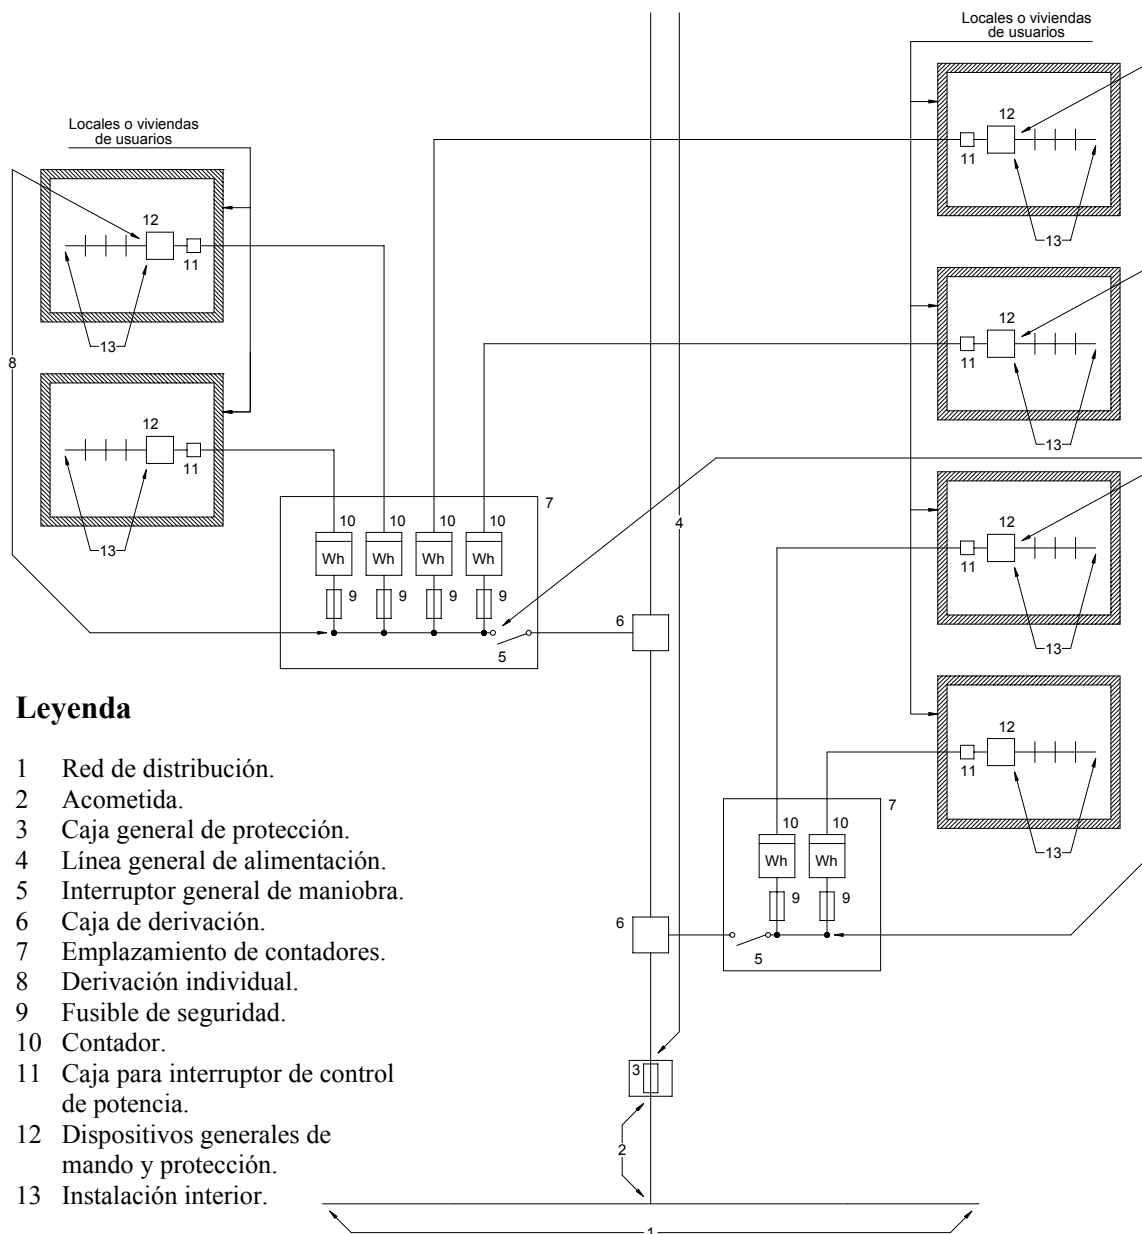 Locales o viviendas
de usuarios
12
11
13
12
11
13
8
Locales o viviendas
de usuarios
12
11
13
12
11
13
12
11
13
12
11
13
4
7
10 10 10 10
Wh Wh Wh Wh
9 9 9 9
5
6
7
10 10
Wh Wh
9 9
5
6
3
2
1
Leyenda
1 Red de distribución.
2 Acometida.
3 Caja general de protección.
4 Línea general de alimentación.
5 Interruptor general de maniobra.
6 Caja de derivación.
7 Emplazamiento de contadores.
8 Derivación individual.
9 Fusible de seguridad.
10 Contador.
11 Caja para interruptor de control
de potencia.
12 Dispositivos generales de
mando y protección.
13 Instalación interior.